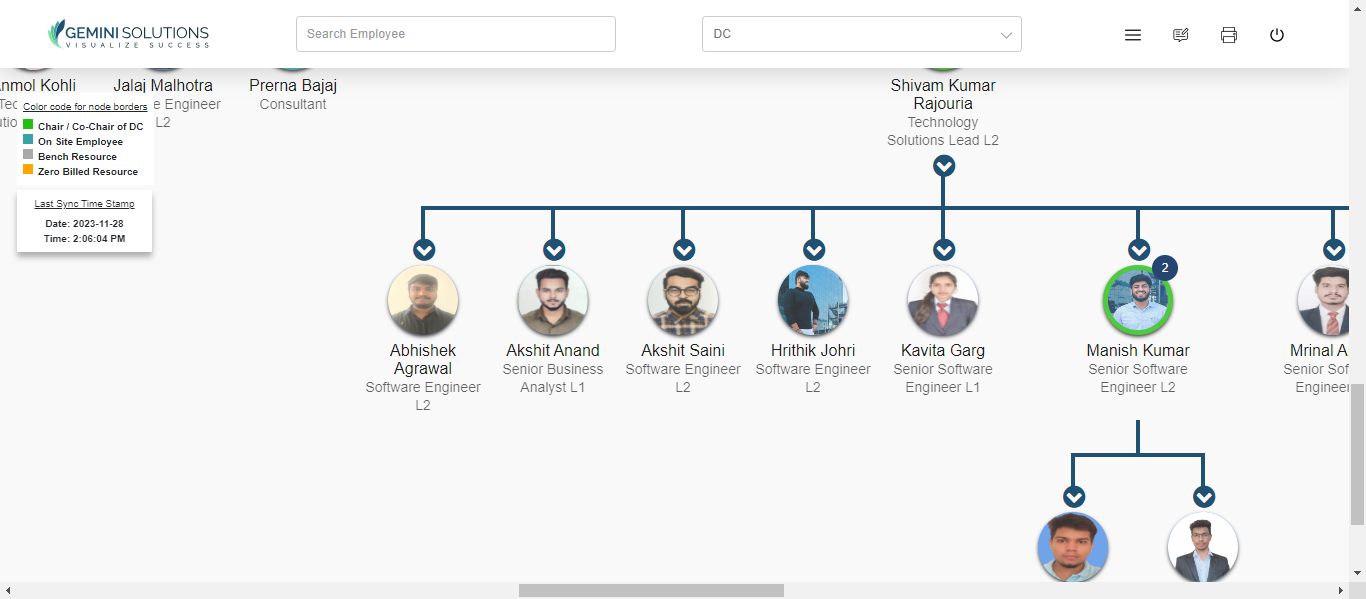 GEMINI SOLUTIONS
VISUALIZE SUCCESS
Search Employee
DC
nmol Kohli
Jalaj Malhotra
Prerna Bajaj
Consultant
e Engineer
L2
Color code for node borders
Chair / Co-Chair of DC
On Site Employee
Bench Resource
Zero Billed Resource
Last Sync Time Stamp
Date: 2023-11-28
Time: 2:06:04 PM
Shivam Kumar
Rajouria
Technology
Solutions Lead L2
2
Abhishek
Agrawal
Software Engineer
L2
Akshit Anand
Senior Business
Analyst L1
Akshit Saini
Software Engineer
L2
Hrithik Johri
Software Engineer
L2
Kavita Garg
Senior Software
Engineer L1
Manish Kumar
Senior Software
Engineer L2
Mrinal A
Senior Sof
Engineer